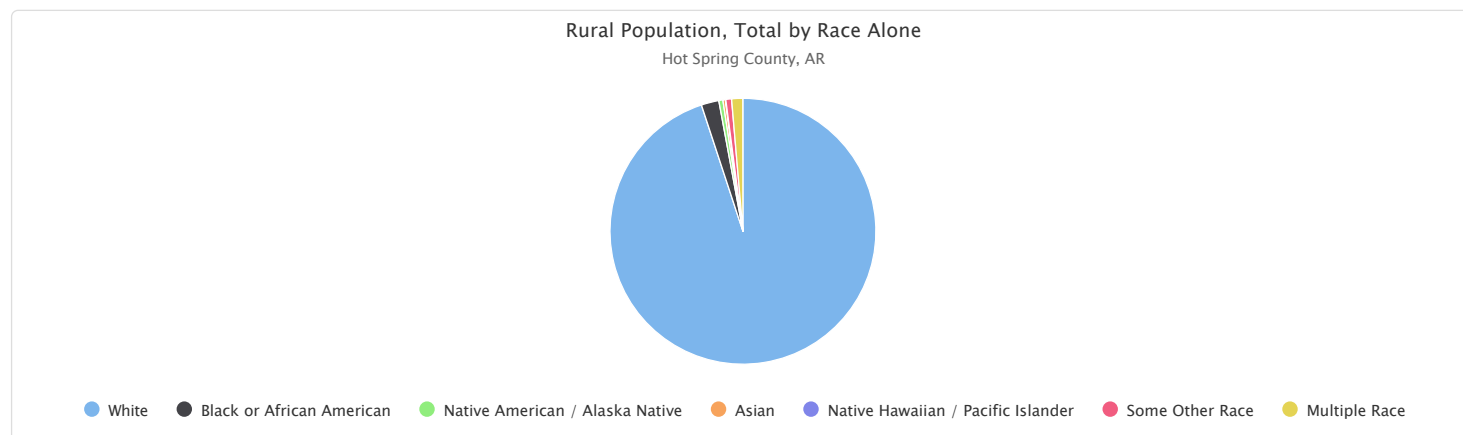 Rural Population, Total by Race Alone
Hot Spring County, AR
White Black or African American Native American / Alaska Native Asian Native Hawaiian / Pacific Islander Some Other Race Multiple Race